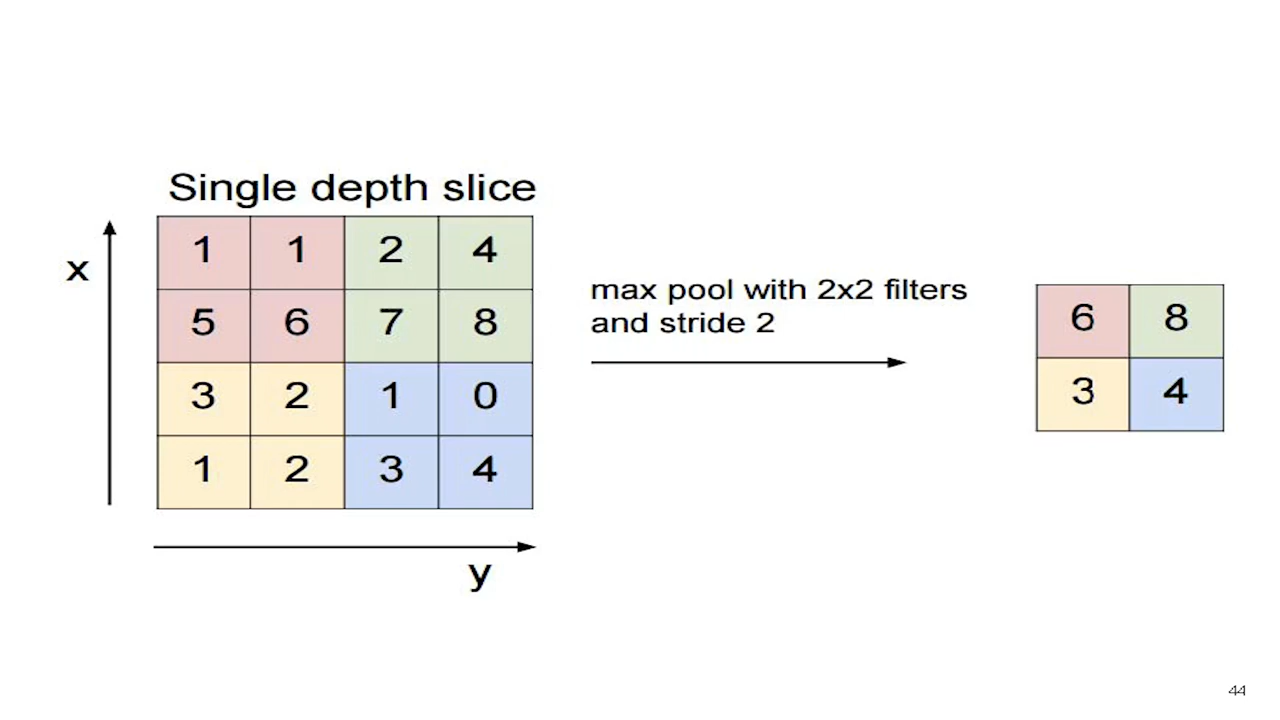 Single depth slice
x
1 1 2 4
5 6 7 8
3 2 1 0
1 2 3 4
y
max pool with 2x2 filters
and stride 2
6 8
3 4
44